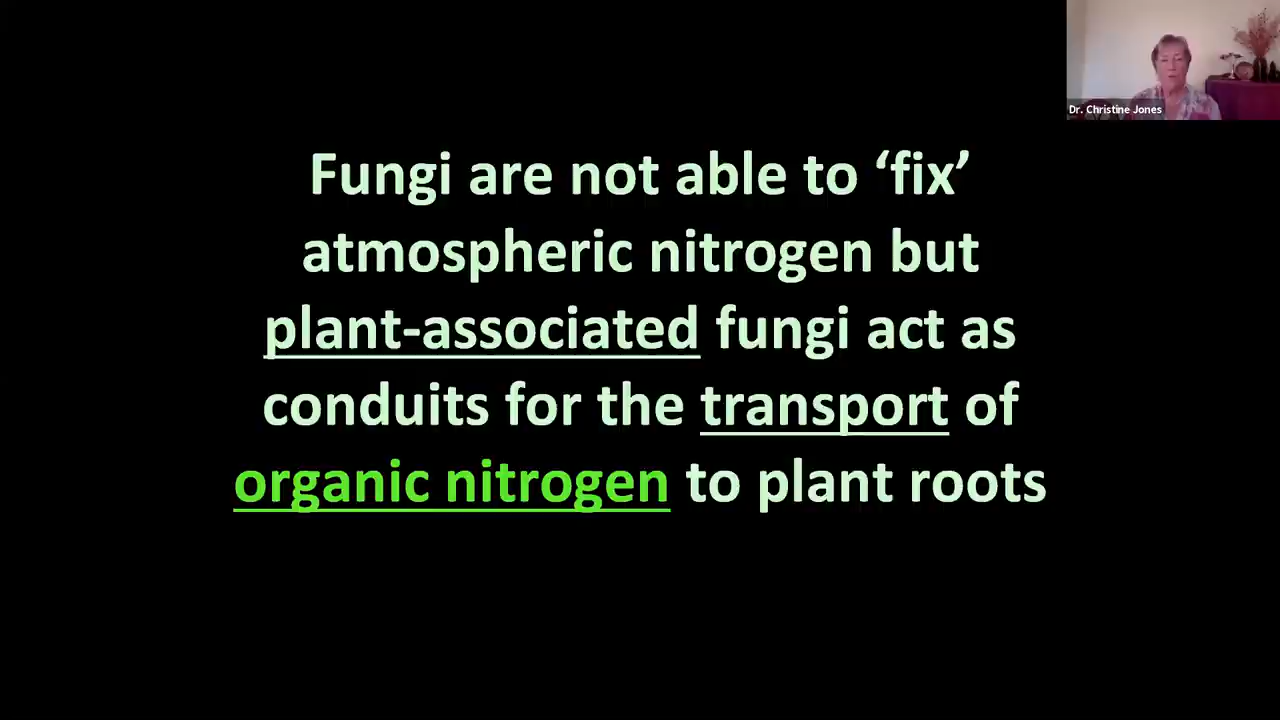 Dr. Christine Jones
Fungi are not able to ‘fix’
atmospheric nitrogen but
plant-associated fungi act as
conduits for the transport of
organic nitrogen to plant roots